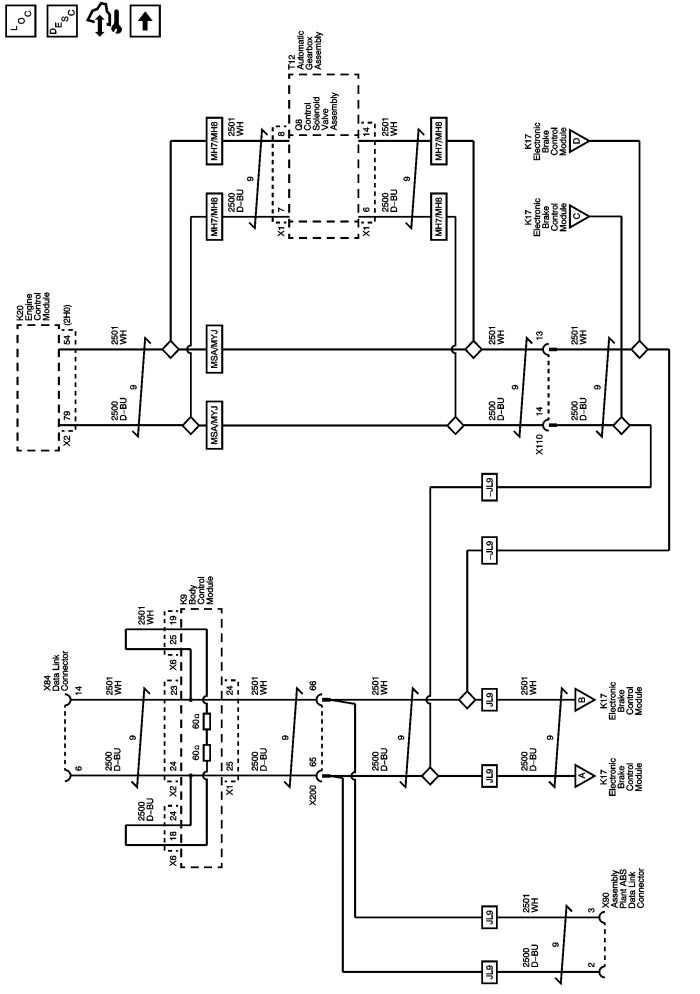 LOC
DESC
T12
Automatic
Gearbox
Assembly
Q8
Control
Solenoid
Valve
Assembly
MH7/MH8
2501
WH
9
8
14
2501
WH
9
MH7/MH8
MH7/MH8
2500
D-BU
7
X1
6
X1
2500
D-BU
MH7/MH8
K17
Electronic
Brake
Control
Module
D
K17
Electronic
Brake
Control
Module
C
K20
Engine
Control
Module
54
(2H0)
2501
WH
9
MSA/MYJ
2501
WH
9
13
2501
WH
9
79
X2
2500
D-BU
MSA/MYJ
2500
D-BU
14
X110
2500
D-BU
~JL9
~JL9
K9
Body
Control
Module
2501
WH
19
25
X6
X84
Data Link
Connector
14
2501
WH
9
23
24
2501
WH
9
66
2501
WH
9
JL9
2501
WH
9
B
K17
Electronic
Brake
Control
Module
60Ω
60Ω
6
2500
D-BU
24
X2
25
X1
2500
D-BU
65
X200
2500
D-BU
JL9
2500
D-BU
A
K17
Electronic
Brake
Control
Module
2500
D-BU
24
18
X6
JL9
2501
WH
9
3
X90
Assembly
Plant ABS
Data Link
Connector
JL9
2500
D-BU
2